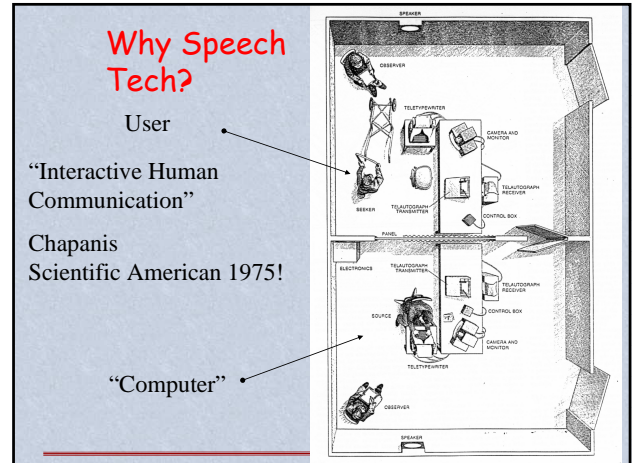 Why Speech
Tech?
User
“Interactive Human
Communication”
Chapanis
Scientific American 1975!
“Computer”
SPEAKER
OBSERVER
TELETYPEWRITER
CAMERA AND
MONITOR
TELAUTOGRAPH
RECEIVER
TELAUTOGRAPH
TRANSMITTER
SEEKER
CONTROL BOX
PANEL
ELECTRONICS
TELAUTOGRAPH
TRANSMITTER
TELAUTOGRAPH
RECEIVER
SOURCE
CONTROL BOX
CAMERA AND
MONITOR
TELETYPEWRITER
OBSERVER
SPEAKER